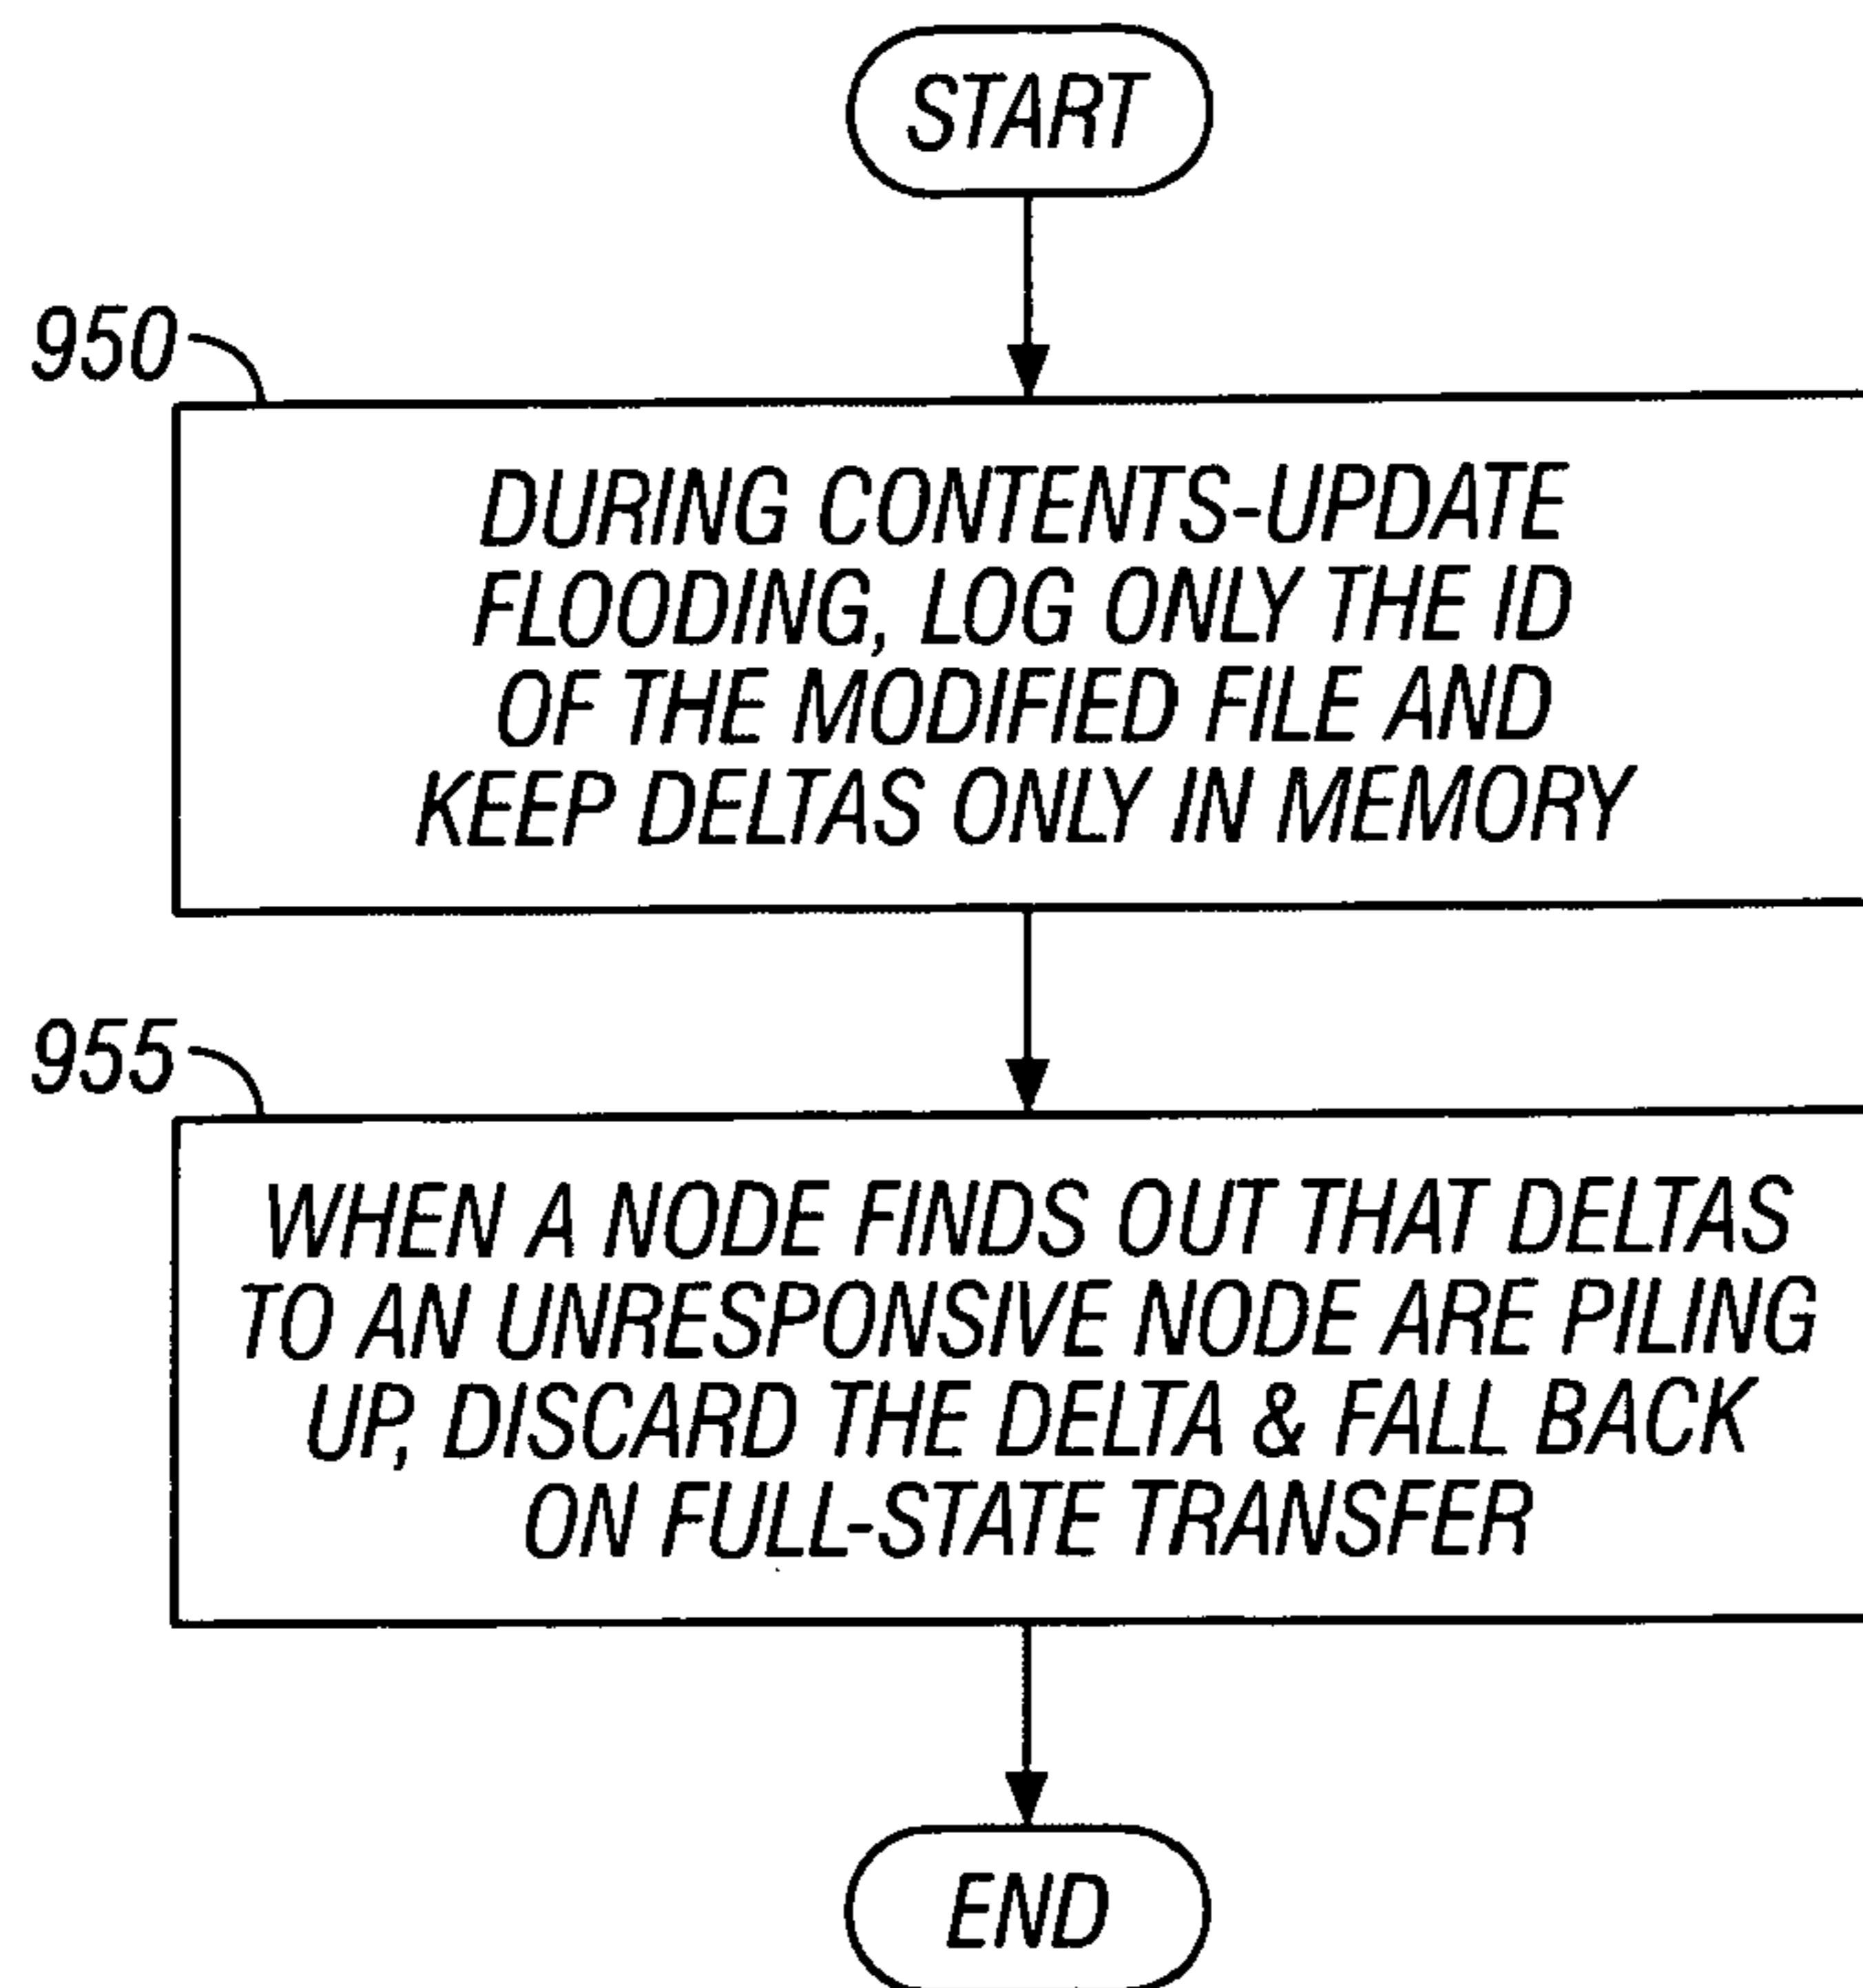 START
950
DURING CONTENTS-UPDATE
FLOODING, LOG ONLY THE ID
OF THE MODIFIED FILE AND
KEEP DELTAS ONLY IN MEMORY
955
WHEN A NODE FINDS OUT THAT DELTAS
TO AN UNRESPONSIVE NODE ARE PILING
UP, DISCARD THE DELTA & FALL BACK
ON FULL-STATE TRANSFER
END